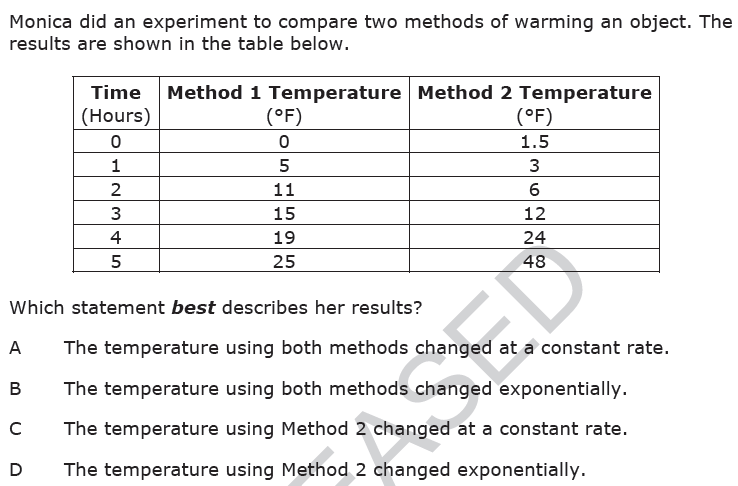 Monica did an experiment to compare two methods of warming an object. The
results are shown in the table below.
Time Method 1 Temperature Method 2 Temperature
(Hours) (°F) (°F)
0 0 1.5
1 5 3
2 11 6
3 15 12
4 19 24
5 25 48
Which statement best describes her results?
A The temperature using both methods changed at a constant rate.
B The temperature using both methods changed exponentially.
C The temperature using Method 2 changed at a constant rate.
D The temperature using Method 2 changed exponentially.
EASED